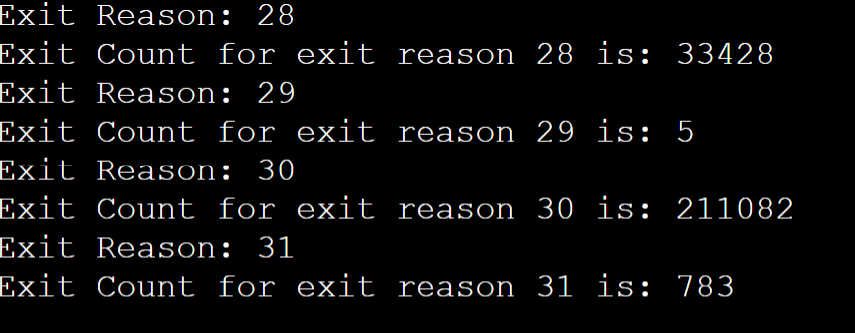 Exit Reason: 28
Exit Count for exit reason 28 is: 33428
Exit Reason: 29
Exit Count for exit reason 29 is: 5
Exit Reason: 30
Exit Count for exit reason 30 is: 211082
Exit Reason: 31
Exit Count for exit reason 31 is: 783